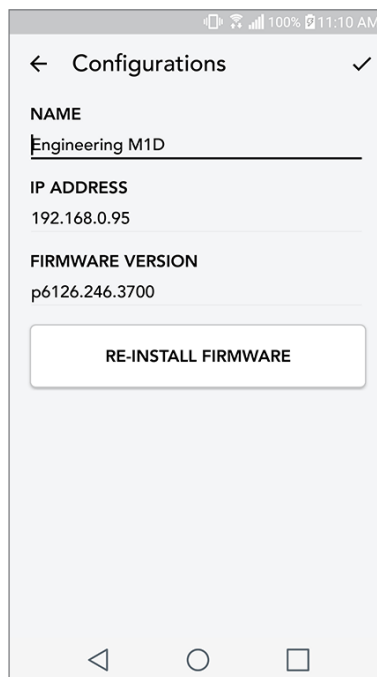 100% 11:10 AM
Configurations
NAME
Engineering M1D
IP ADDRESS
192.168.0.95
FIRMWARE VERSION
p6126.246.3700
RE-INSTALL FIRMWARE